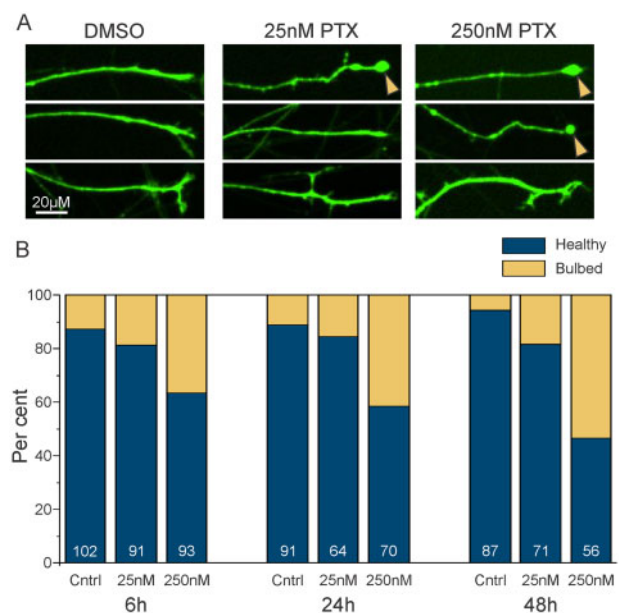 A
DMSO 25nM PTX 250nM PTX
20µM
B
Healthy
Bulbed
Per cent
100
80
60
40
20
0
102 91 93 91 64 70 87 71 56
Cntrl 25nM 250nM Cntrl 25nM 250nM Cntrl 25nM 250nM
6h 24h 48h